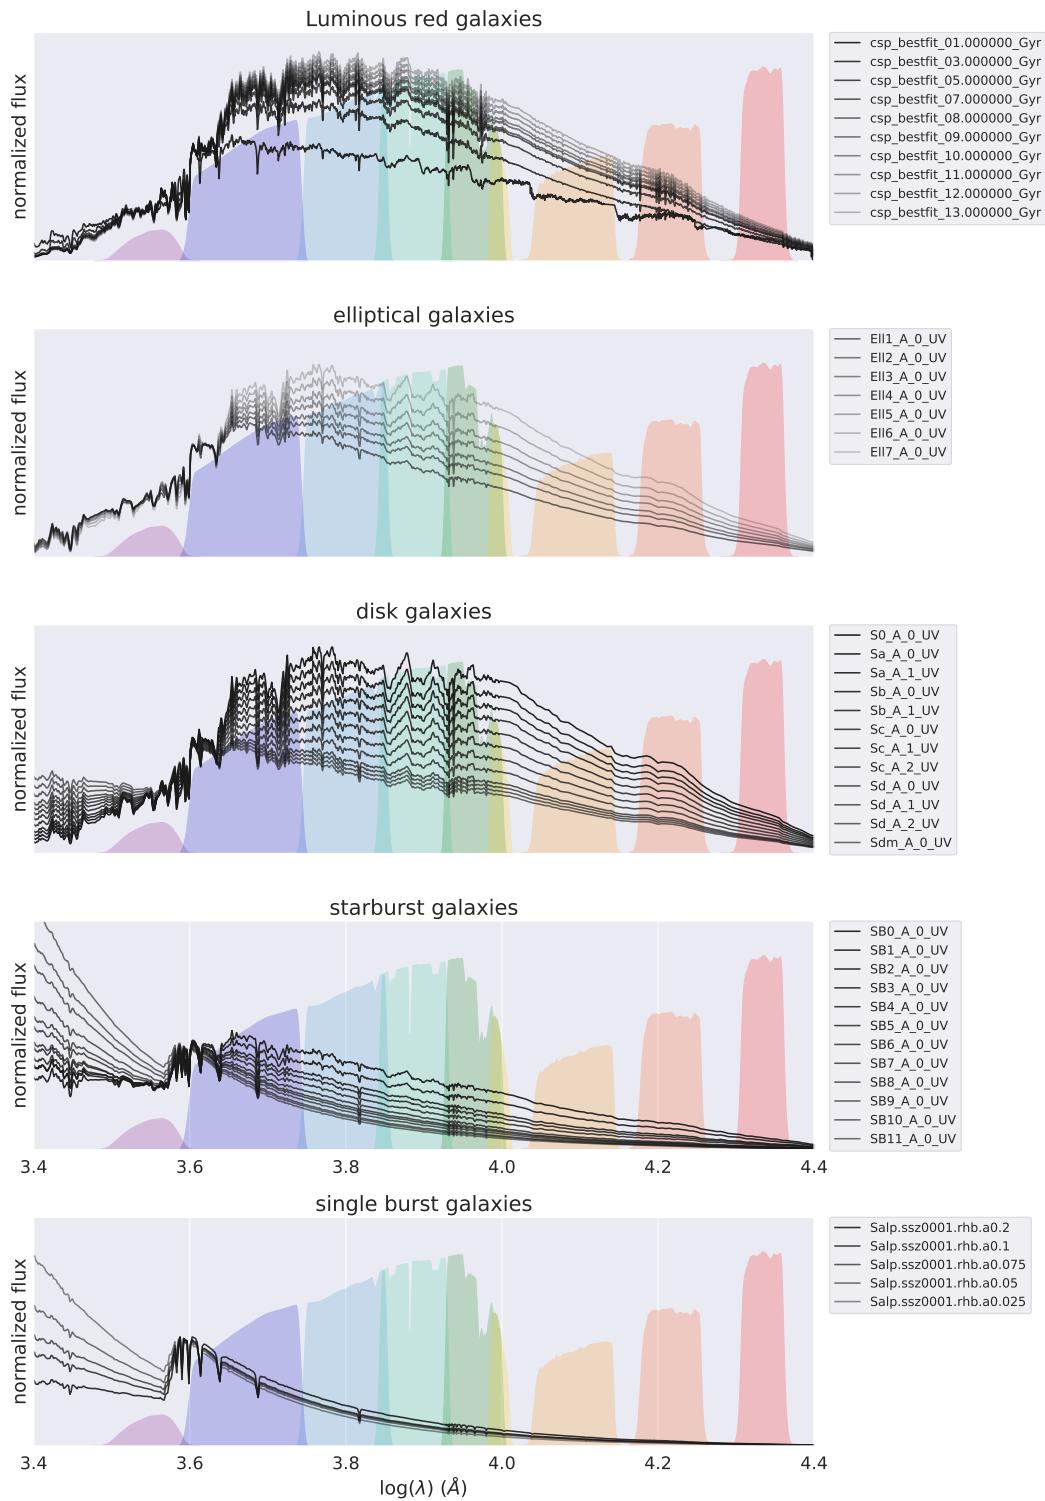 Luminous red galaxies
normalized flux
csp_bestfit_01.000000_Gyr
csp_bestfit_03.000000_Gyr
csp_bestfit_05.000000_Gyr
csp_bestfit_07.000000_Gyr
csp_bestfit_08.000000_Gyr
csp_bestfit_09.000000_Gyr
csp_bestfit_10.000000_Gyr
csp_bestfit_11.000000_Gyr
csp_bestfit_12.000000_Gyr
csp_bestfit_13.000000_Gyr
elliptical galaxies
normalized flux
Ell1_A_0_UV
Ell2_A_0_UV
Ell3_A_0_UV
Ell4_A_0_UV
Ell5_A_0_UV
Ell6_A_0_UV
Ell7_A_0_UV
disk galaxies
normalized flux
S0_A_0_UV
Sa_A_0_UV
Sa_A_1_UV
Sb_A_0_UV
Sb_A_1_UV
Sc_A_0_UV
Sc_A_1_UV
Sc_A_2_UV
Sd_A_0_UV
Sd_A_1_UV
Sd_A_2_UV
Sdm_A_0_UV
starburst galaxies
normalized flux
SB0_A_0_UV
SB1_A_0_UV
SB2_A_0_UV
SB3_A_0_UV
SB4_A_0_UV
SB5_A_0_UV
SB6_A_0_UV
SB7_A_0_UV
SB8_A_0_UV
SB9_A_0_UV
SB10_A_0_UV
SB11_A_0_UV
3.4 3.6 3.8 4.0 4.2 4.4
single burst galaxies
normalized flux
Salp.ssz0001.rhb.a0.2
Salp.ssz0001.rhb.a0.1
Salp.ssz0001.rhb.a0.075
Salp.ssz0001.rhb.a0.05
Salp.ssz0001.rhb.a0.025
3.4 3.6 3.8 4.0 4.2 4.4
log(λ) (Å)